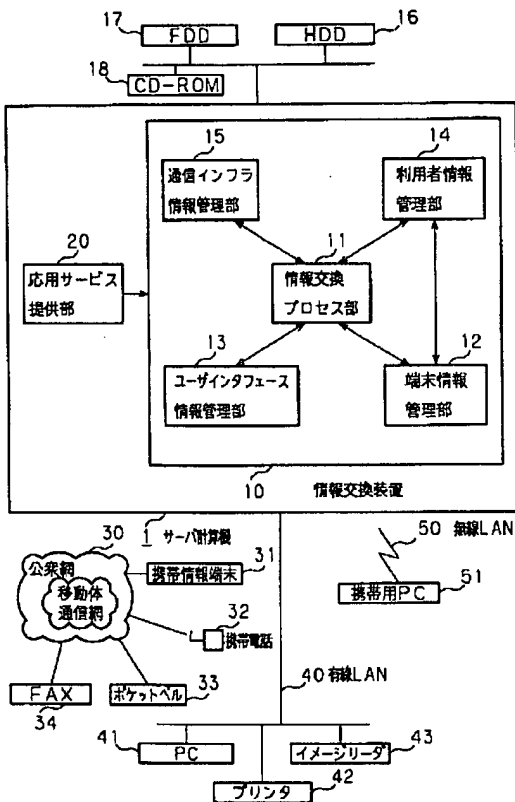 17
FDD
16
HDD
18
CD-ROM
15
通信インフラ
情報管理部
14
利用者情報
管理部
20
応用サービス
提供部
11
情報交換
プロセス部
13
ユーザインタフェース
情報管理部
12
端末情報
管理部
10
情報交換装置
1 サーバ計算機
30
公衆網
移動体
通信網
31
携帯情報端末
32
携帯電話
33
ポケットベル
34
FAX
50 無線LAN
51
携帯用PC
40 有線LAN
41
PC
42
プリンタ
43
イメージリーダ